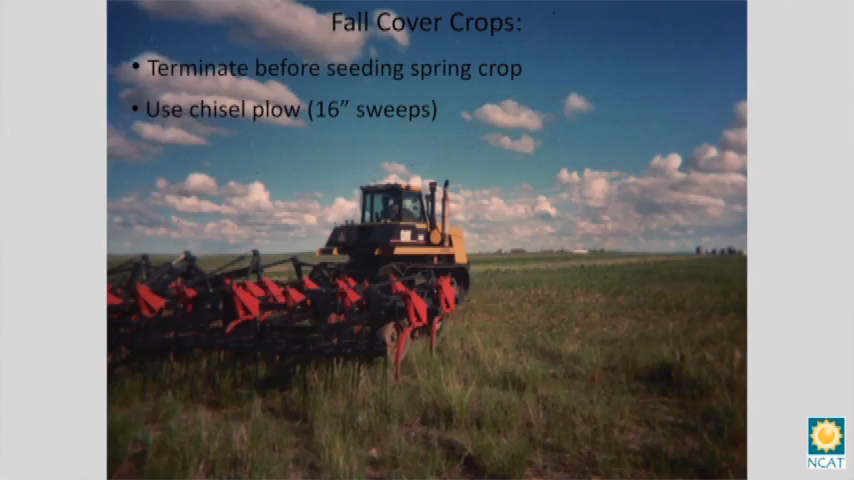 Fall Cover Crops:
• Terminate before seeding spring crop
• Use chisel plow (16” sweeps)
NCAT